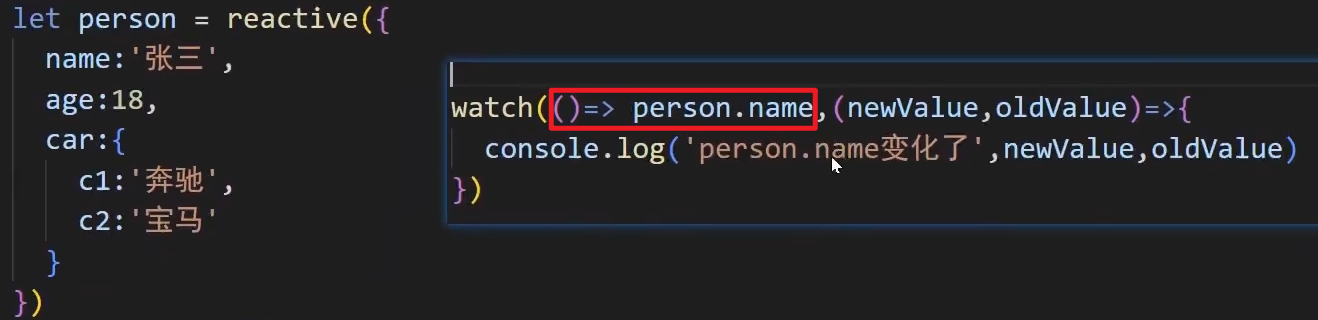 let person = reactive({
name:'张三',
age:18,
car:{
c1:'奔驰',
c2:'宝马'
}
})
watch(()=> person.name,(newValue,oldValue)=>{
console.log('person.name变化了',newValue,oldValue)
})